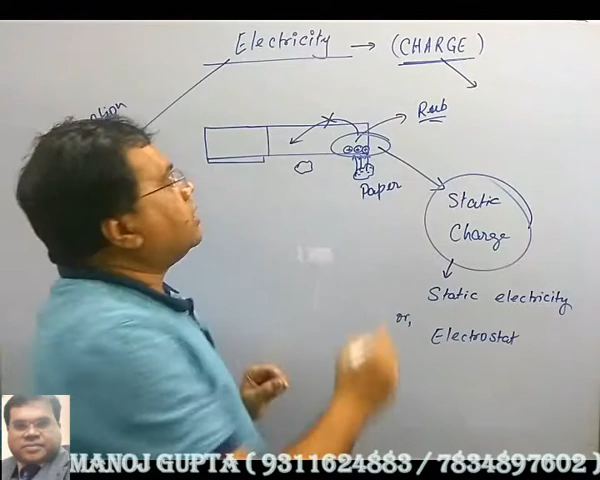 Electricity → (CHARGE)
Rub
Paper
Static
Charge
Static electricity
or,
Electrostat
MANOJ GUPTA ( 9311624883 / 7834897602 )